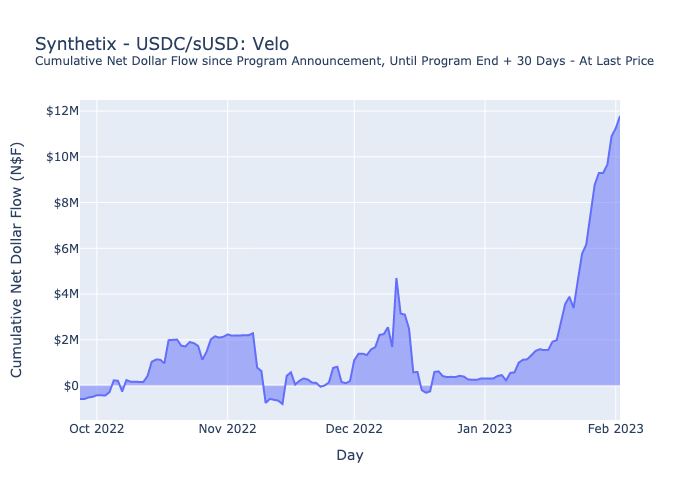 Synthetix - USDC/sUSD: Velo
Cumulative Net Dollar Flow since Program Announcement, Until Program End + 30 Days - At Last Price
Cumulative Net Dollar Flow (N$F)
$12M
$10M
$8M
$6M
$4M
$2M
$0
Oct 2022
Nov 2022
Dec 2022
Jan 2023
Feb 2023
Day